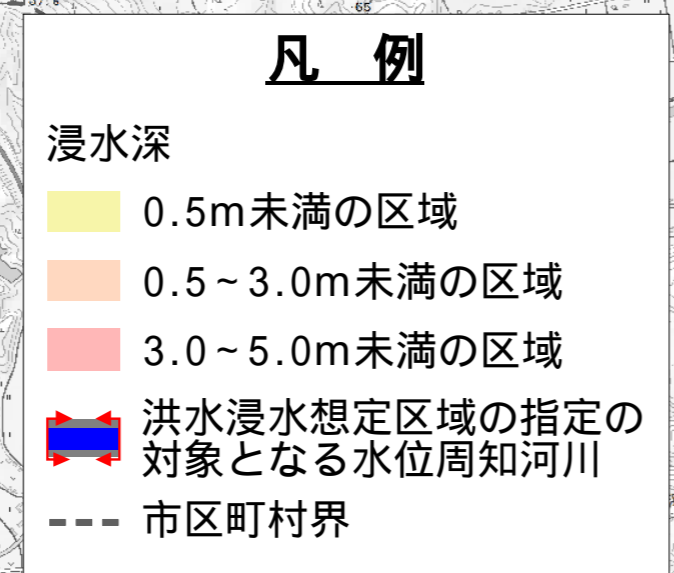 65
凡　例
浸水深
0.5m未満の区域
0.5~3.0m未満の区域
3.0~5.0m未満の区域
洪水浸水想定区域の指定の
対象となる水位周知河川
市区町村界